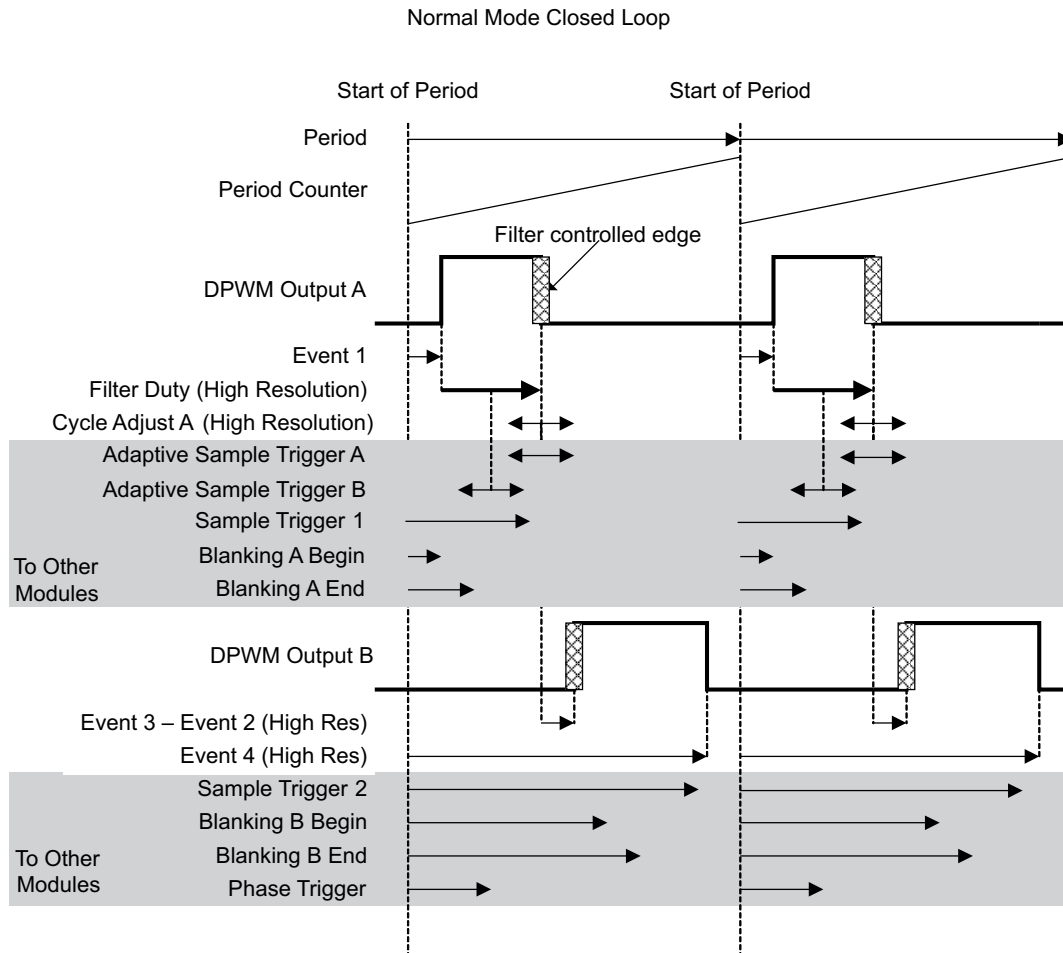 Normal Mode Closed Loop
Start of Period
Start of Period
Period
Period Counter
Filter controlled edge
DPWM Output A
Event 1
Filter Duty (High Resolution)
Cycle Adjust A (High Resolution)
Adaptive Sample Trigger A
Adaptive Sample Trigger B
Sample Trigger 1
Blanking A Begin
To Other
Modules
Blanking A End
DPWM Output B
Event 3 – Event 2 (High Res)
Event 4 (High Res)
Sample Trigger 2
Blanking B Begin
To Other
Modules
Blanking B End
Phase Trigger